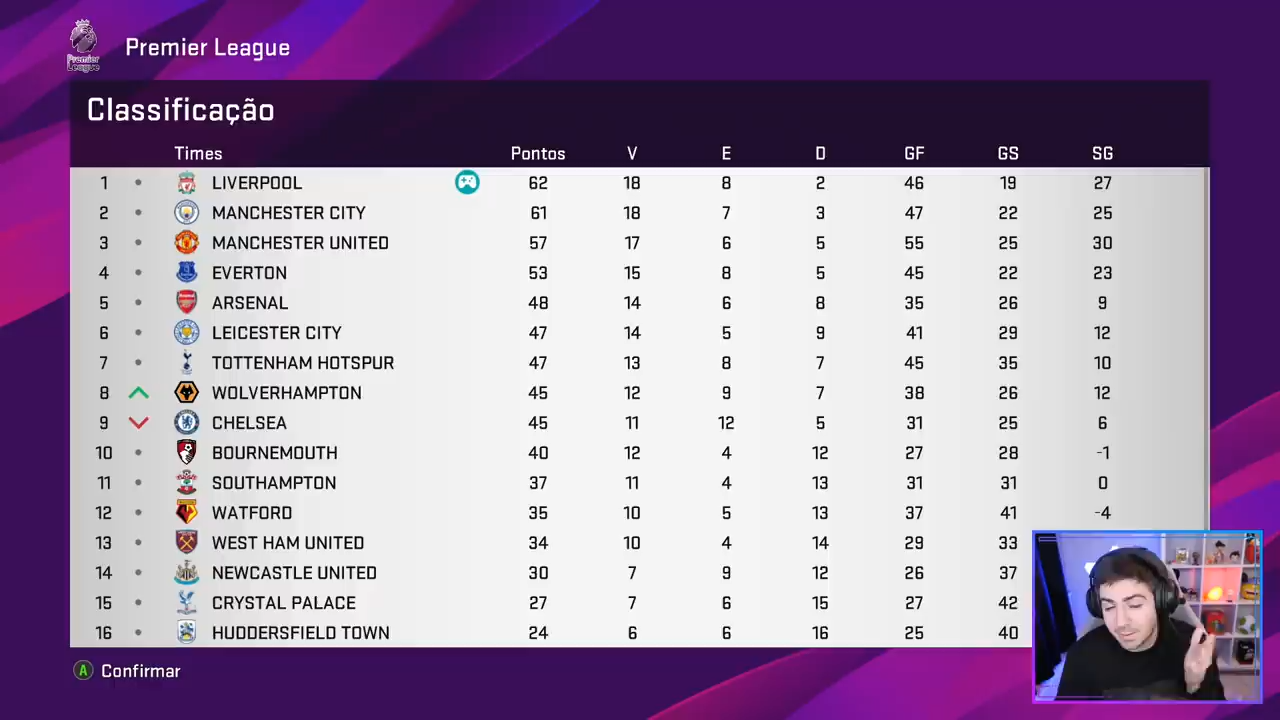 Premier League
Premier League
Classificação
Times Pontos V E D GF GS SG
1 LIVERPOOL 62 18 8 2 46 19 27
2 MANCHESTER CITY 61 18 7 3 47 22 25
3 MANCHESTER UNITED 57 17 6 5 55 25 30
4 EVERTON 53 15 8 5 45 22 23
5 ARSENAL 48 14 6 8 35 26 9
6 LEICESTER CITY 47 14 5 9 41 29 12
7 TOTTENHAM HOTSPUR 47 13 8 7 45 35 10
8 WOLVERHAMPTON 45 12 9 7 38 26 12
9 CHELSEA 45 11 12 5 31 25 6
10 BOURNEMOUTH 40 12 4 12 27 28 -1
11 SOUTHAMPTON 37 11 4 13 31 31 0
12 WATFORD 35 10 5 13 37 41 -4
13 WEST HAM UNITED 34 10 4 14 29 33
14 NEWCASTLE UNITED 30 7 9 12 26 37
15 CRYSTAL PALACE 27 7 6 15 27 42
16 HUDDERSFIELD TOWN 24 6 6 16 25 40
A Confirmar